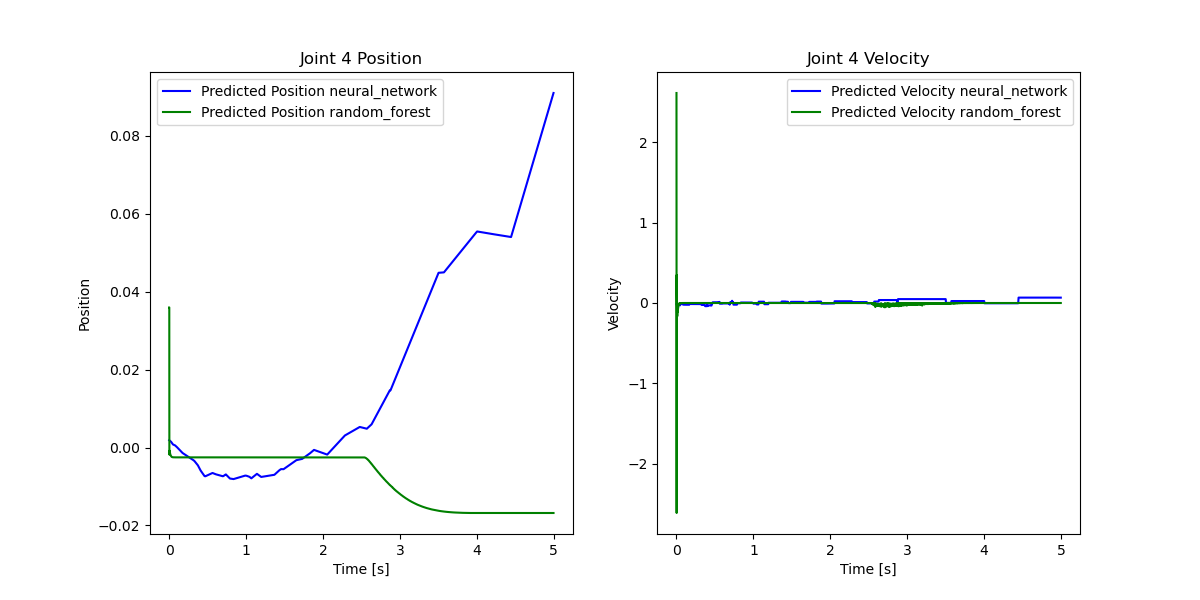 Joint 4 Position
Predicted Position neural_network
Predicted Position random_forest
0.08
0.06
0.04
0.02
0.00
−0.02
Position
0
1
2
3
4
5
Time [s]
Joint 4 Velocity
Predicted Velocity neural_network
Predicted Velocity random_forest
2
1
0
−1
−2
Velocity
0
1
2
3
4
5
Time [s]